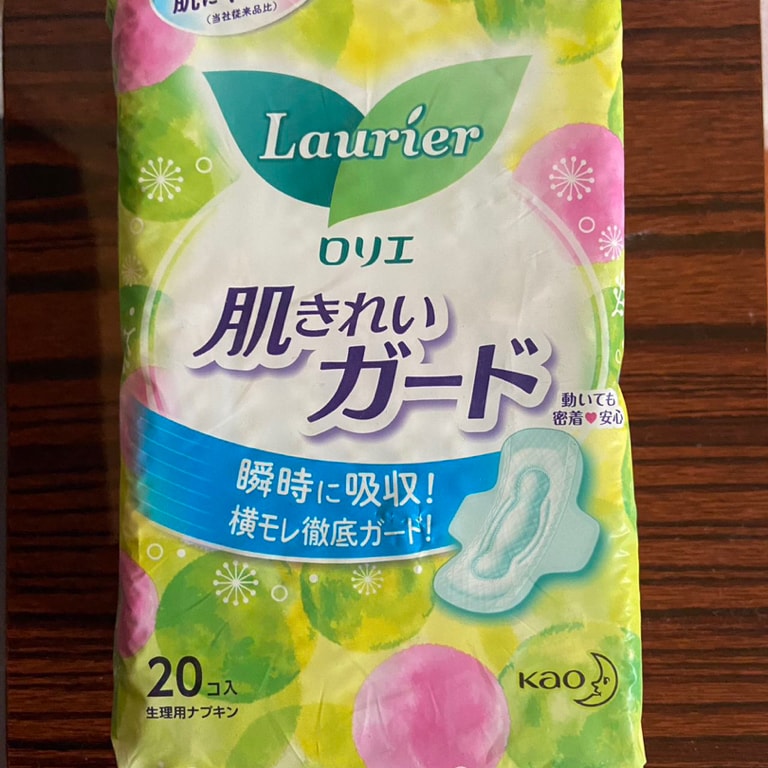 (当社従来品比)
Laurier
ロリエ
肌きれい
ガード
動いても
密着♥安心
瞬時に吸収!
横モレ徹底ガード!
20コ入
生理用ナプキン
Kao